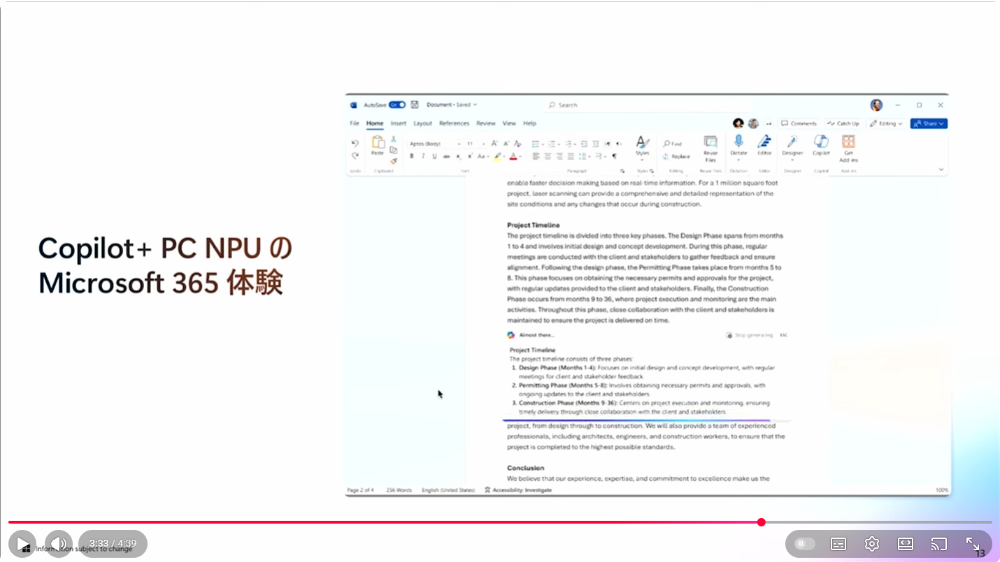 Copilot+ PC NPU の
Microsoft 365 体験
AutoSave On Document • Saved Search
File Home Insert Layout References Review View Help +4 Comments Catch Up Editing Share
Aptos (Body) 11
Paste Styles Find Replace Reuse Files Dictate Editor Designer Copilot Get Add-ins
Undo Clipboard Font Paragraph Styles Editing Reuse Files Dictation Editor Designer Copilot Add-ins
enable faster decision making based on real-time information. For a 1 million square foot
project, laser scanning can provide a comprehensive and detailed representation of the
site conditions and any changes that occur during construction.
Project Timeline
The project timeline is divided into three key phases. The Design Phase spans from months
1 to 4 and involves initial design and concept development. During this phase, regular
meetings are conducted with the client and stakeholders to gather feedback and ensure
alignment. Following the design phase, the Permitting Phase takes place from months 5 to
8. This phase focuses on obtaining the necessary permits and approvals for the project,
with regular updates provided to the client and stakeholders. Finally, the Construction
Phase occurs from months 9 to 36, where project execution and monitoring are the main
activities. Throughout this phase, close collaboration with the client and stakeholders is
maintained to ensure the project is delivered on time.
Almost there... Stop generating ESC
Project Timeline
The project timeline consists of three phases:
1. Design Phase (Months 1-4): Focuses on initial design and concept development, with regular
meetings for client and stakeholder feedback.
2. Permitting Phase (Months 5-8): Involves obtaining necessary permits and approvals, with
ongoing updates to the client and stakeholders.
3. Construction Phase (Months 9-36): Centers on project execution and monitoring, ensuring
timely delivery through close collaboration with the client and stakeholders
project, from design through to construction. We will also provide a team of experienced
professionals, including architects, engineers, and construction workers, to ensure that the
project is completed to the highest possible standards.
Conclusion
We believe that our experience, expertise, and commitment to excellence make us the
Page 2 of 4 256 Words English (United States) Accessibility: Investigate 100%
3:33 / 4:39
Information subject to change
13